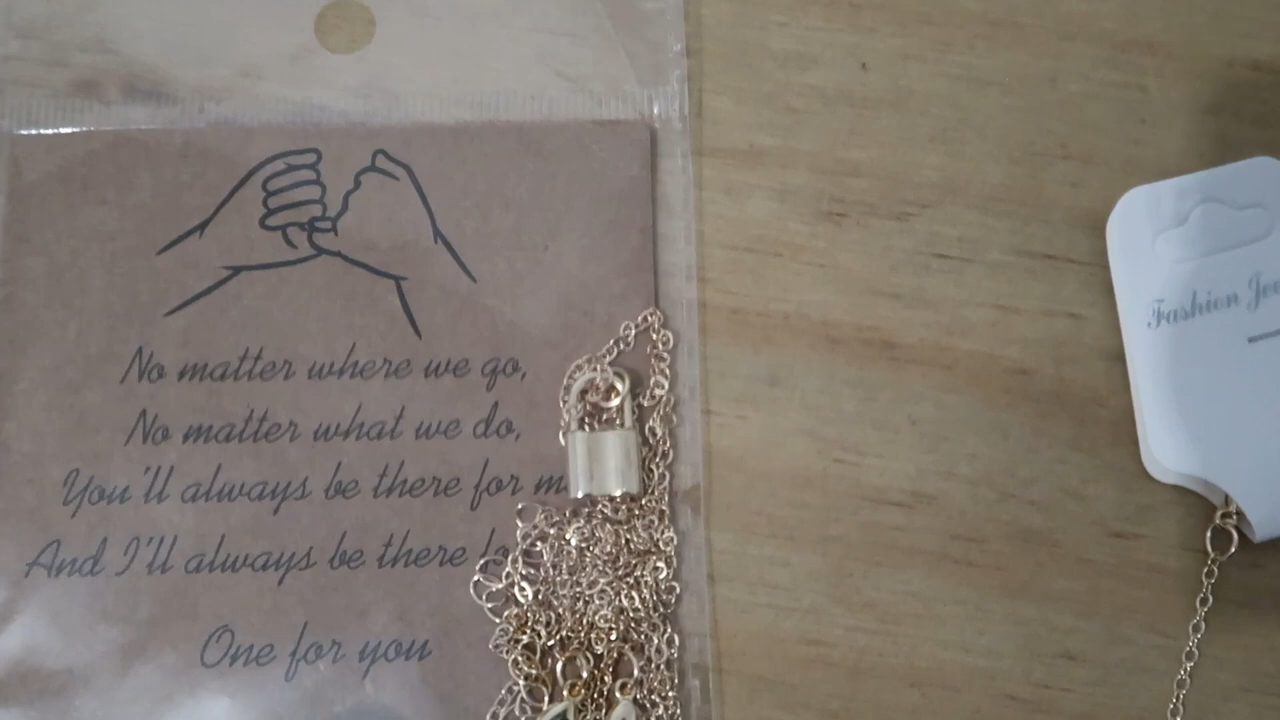 No matter where we go,
No matter what we do,
You'll always be there for
And I'll always be there
One for you
Fashion